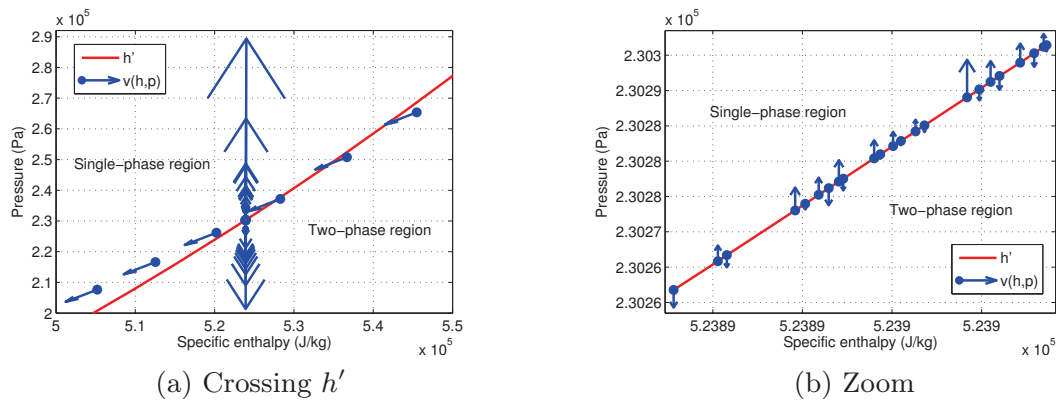 x 10^5
2.9
2.8
2.7
2.6
2.5
2.4
2.3
2.2
2.1
2
Pressure (Pa)
h'
v(h,p)
Single−phase region
Two−phase region
5 5.1 5.2 5.3 5.4 5.5
Specific enthalpy (J/kg)
x 10^5
(a) Crossing h′
x 10^5
2.303
2.3029
2.3028
2.3028
2.3028
2.3027
2.3026
2.3026
Pressure (Pa)
Single−phase region
Two−phase region
h'
v(h,p)
5.2389 5.2389 5.239 5.239
Specific enthalpy (J/kg)
x 10^5
(b) Zoom